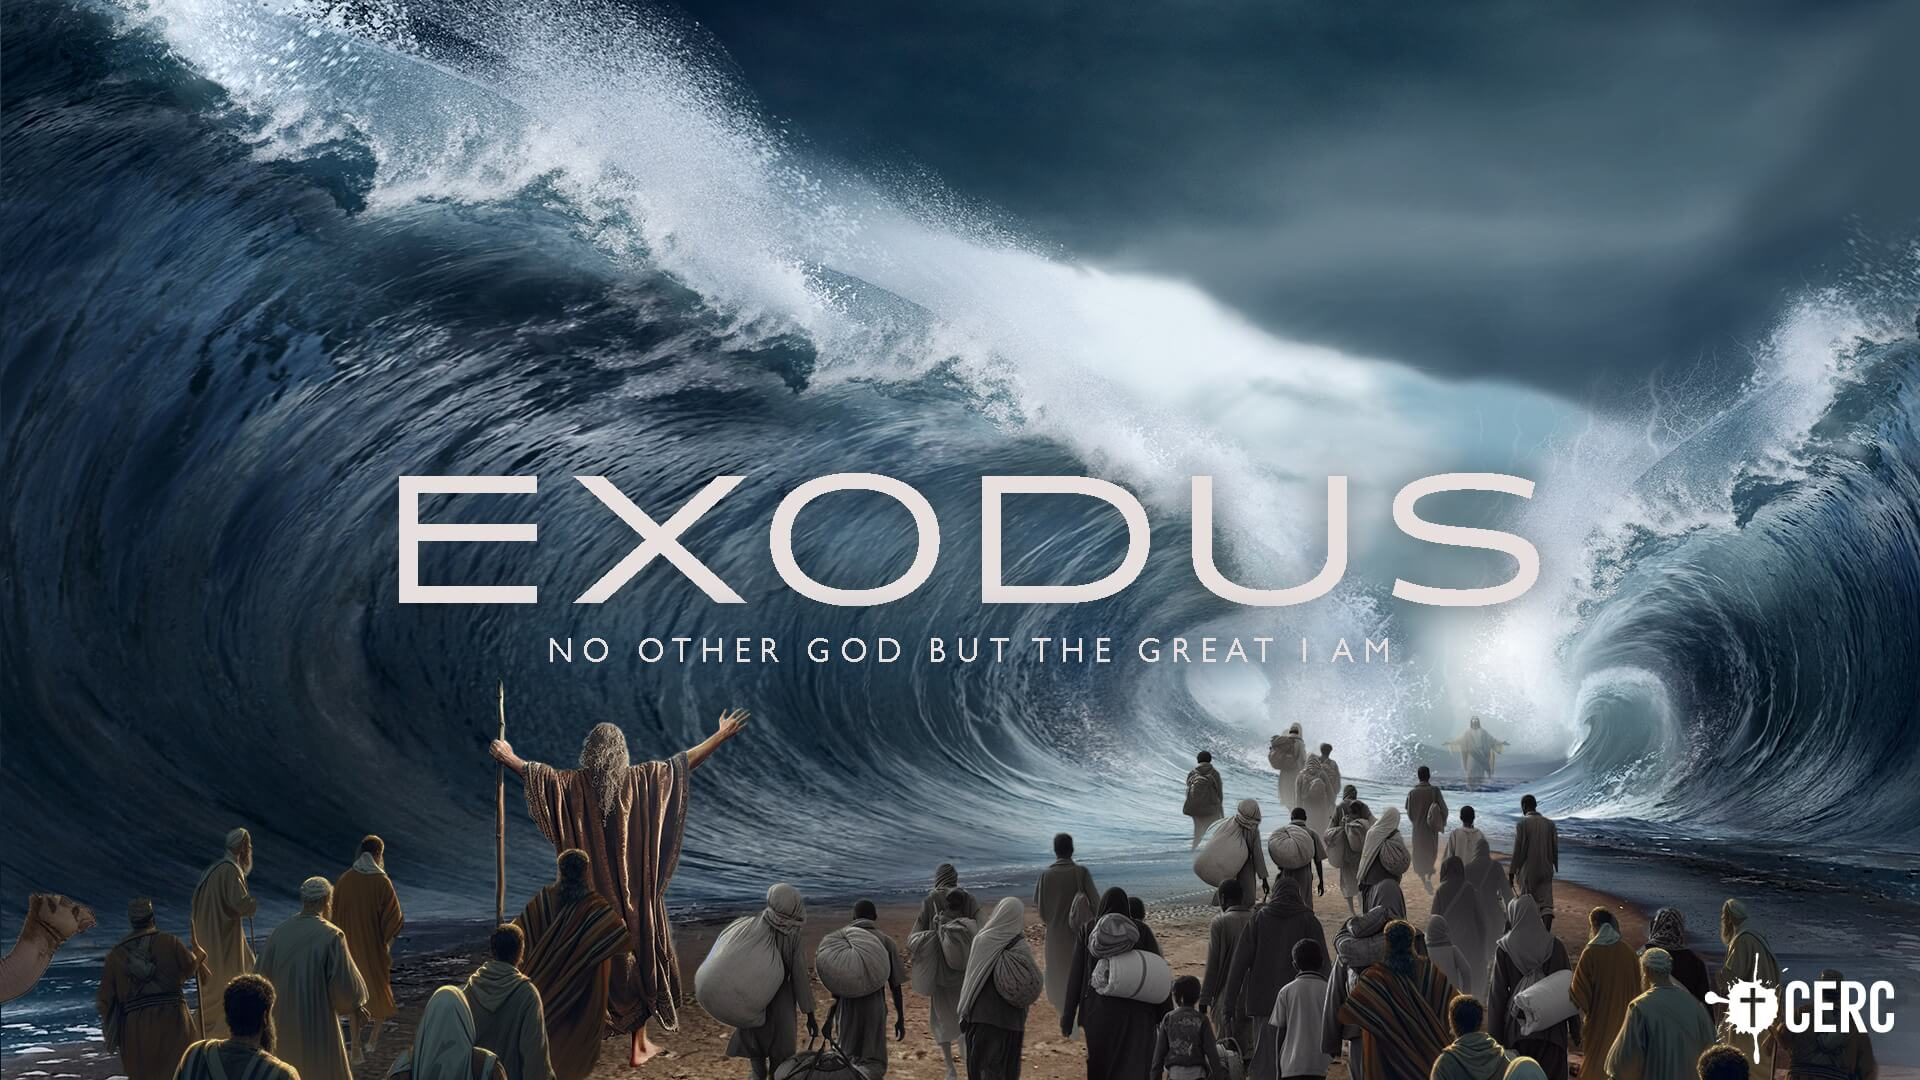 EXODUS
NO OTHER GOD BUT THE GREAT I AM
CERC